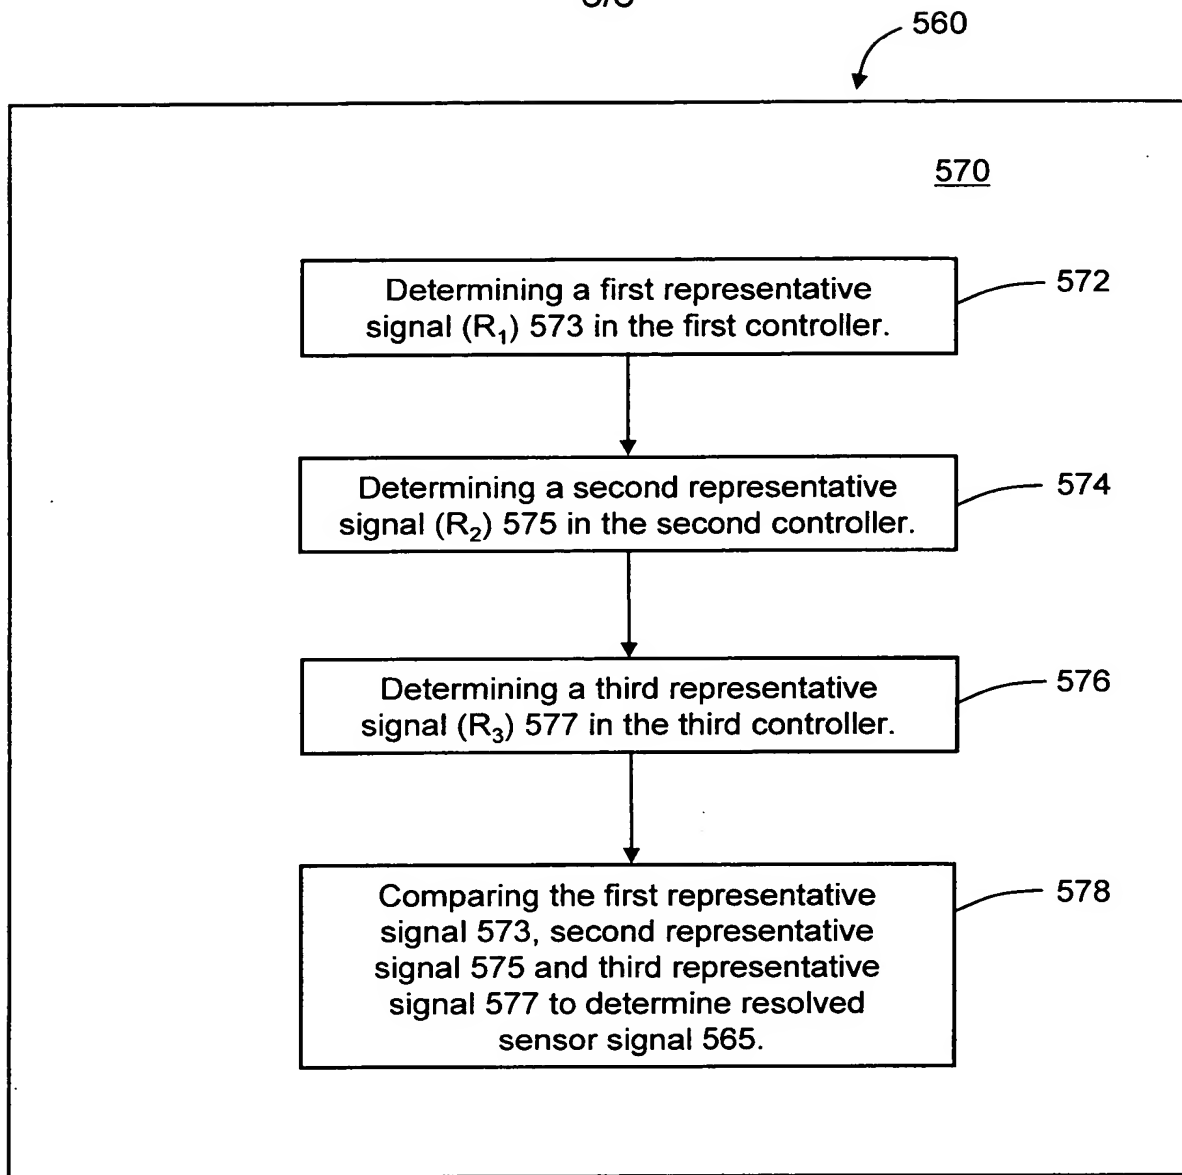 560
570
Determining a first representative
signal (R₁) 573 in the first controller.
572
Determining a second representative
signal (R₂) 575 in the second controller.
574
Determining a third representative
signal (R₃) 577 in the third controller.
576
Comparing the first representative
signal 573, second representative
signal 575 and third representative
signal 577 to determine resolved
sensor signal 565.
578